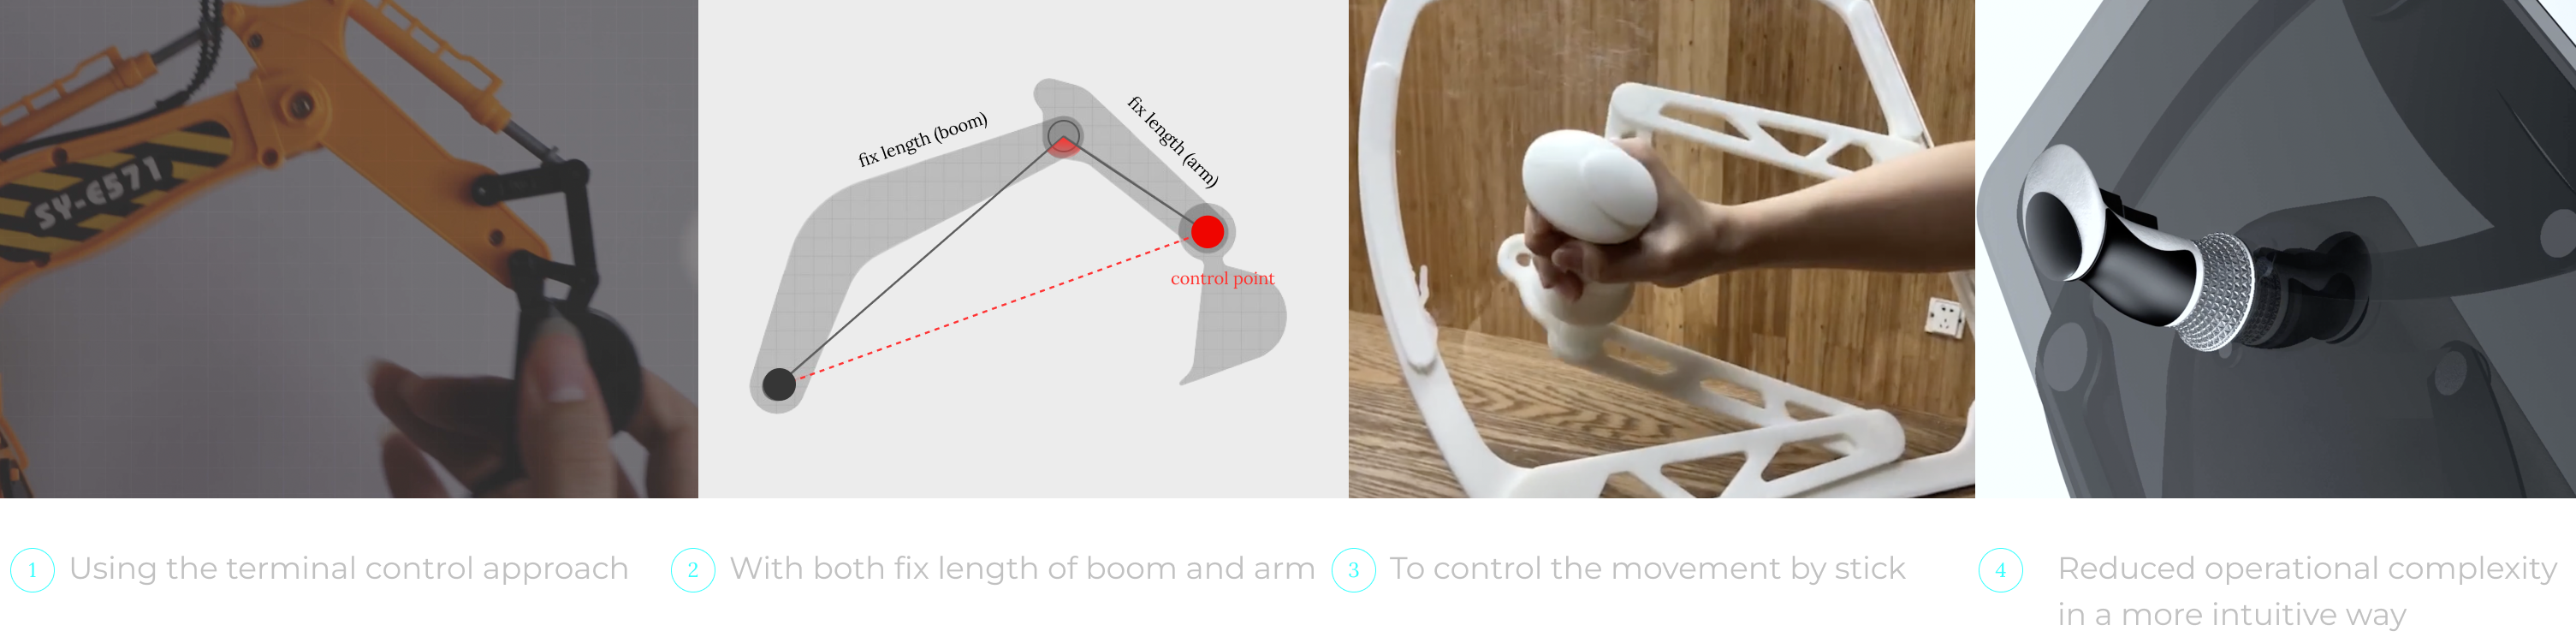 SY-E571
fix length (boom)
fix length (arm)
control point
1 Using the terminal control approach
2 With both fix length of boom and arm
3 To control the movement by stick
4 Reduced operational complexity
in a more intuitive way